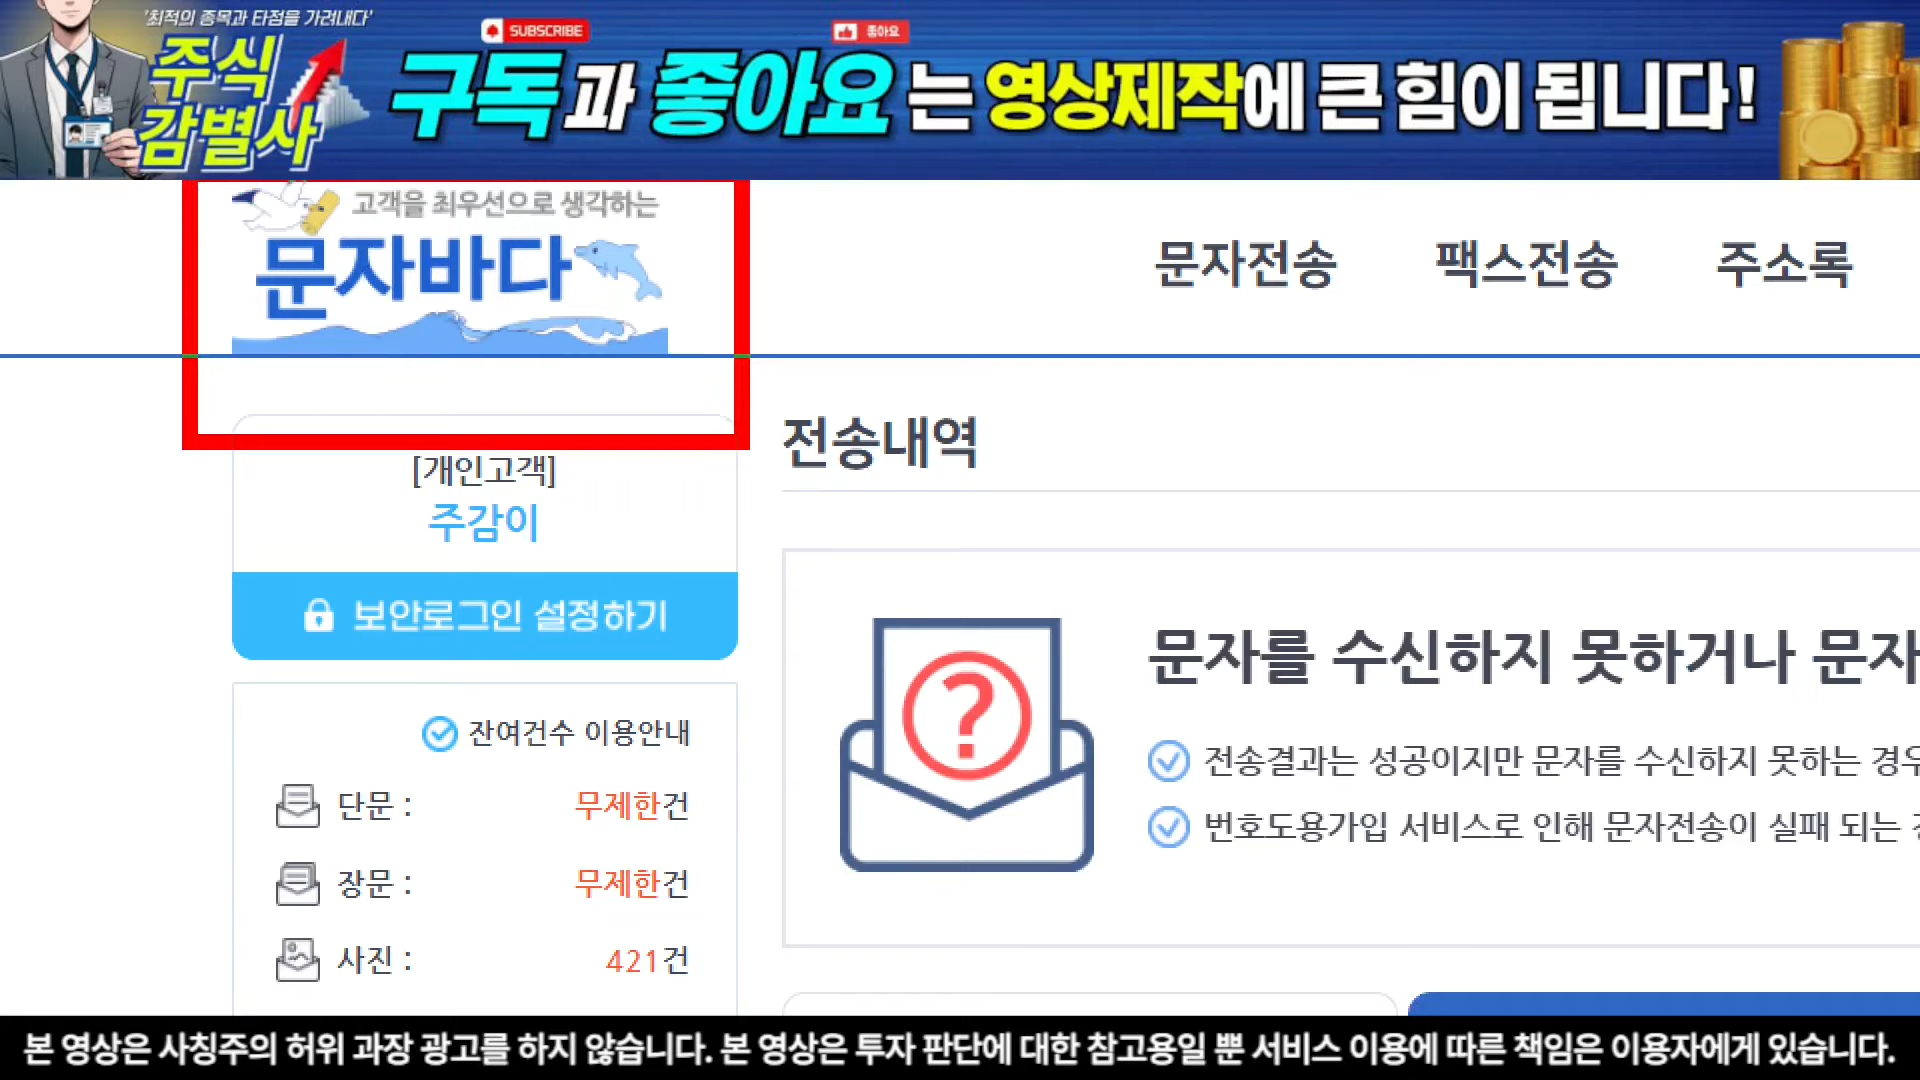 '최적의 종목과 타점을 가려내다'
주식
감별사
SUBSCRIBE
좋아요
구독과 좋아요는 영상제작에 큰 힘이 됩니다!
고객을 최우선으로 생각하는
문자바다
문자전송
팩스전송
주소록
[개인고객]
주감이
보안로그인 설정하기
잔여건수 이용안내
단문 : 무제한건
장문 : 무제한건
사진 : 421건
전송내역
?
문자를 수신하지 못하거나 문자
전송결과는 성공이지만 문자를 수신하지 못하는 경우
번호도용가입 서비스로 인해 문자전송이 실패 되는
본 영상은 사칭주의 허위 과장 광고를 하지 않습니다. 본 영상은 투자 판단에 대한 참고용일 뿐 서비스 이용에 따른 책임은 이용자에게 있습니다.